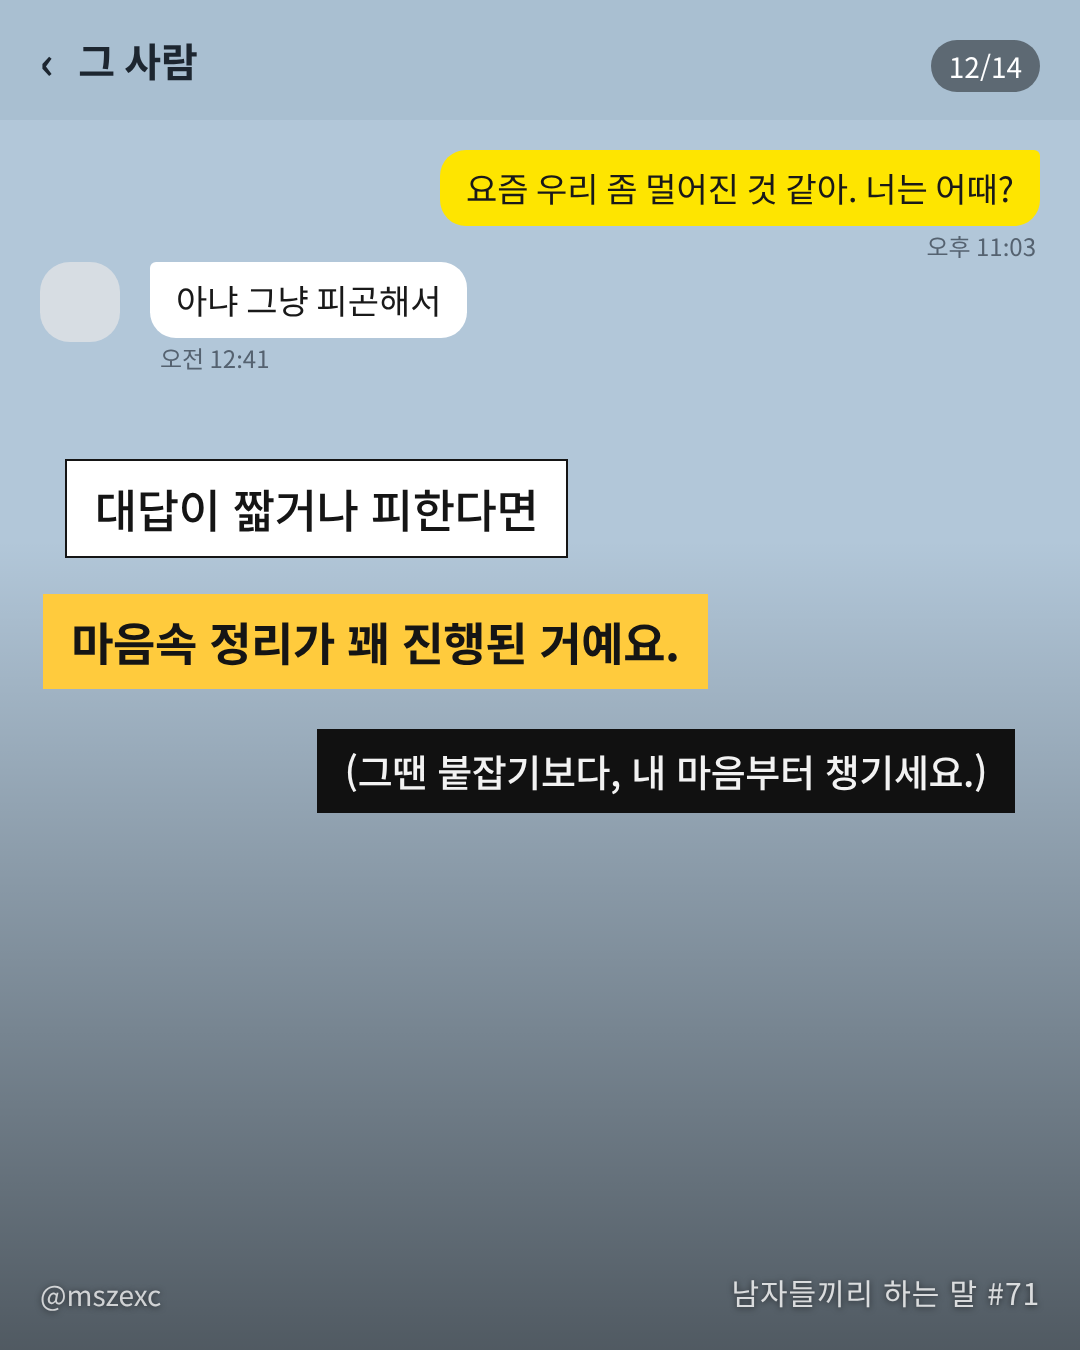 ‹ 그 사람
12/14
요즘 우리 좀 멀어진 것 같아. 너는 어때?
오후 11:03
아냐 그냥 피곤해서
오전 12:41
대답이 짧거나 피한다면
마음속 정리가 꽤 진행된 거예요.
(그땐 붙잡기보다, 내 마음부터 챙기세요.)
@mszexc
남자들끼리 하는 말 #71